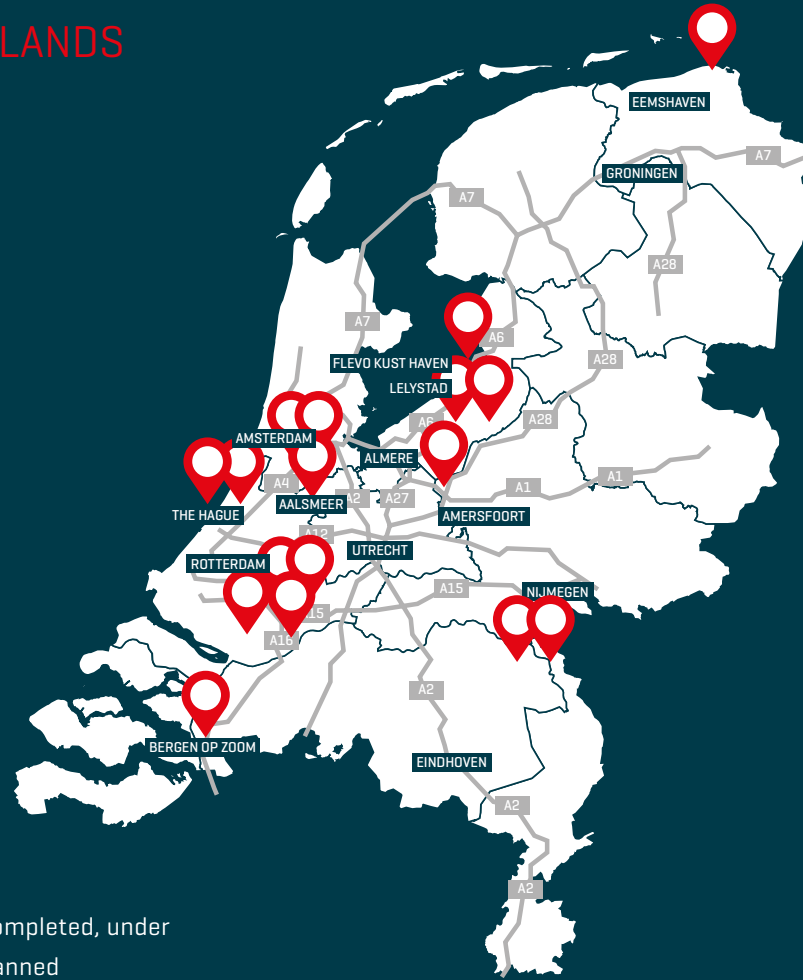 LANDS
EEMSHAVEN
A7
GRONINGEN
A7
A28
A7
A6
FLEVO KUST HAVEN
A28
LELYSTAD
A6
A28
AMSTERDAM
ALMERE
A1
A4
A1
A2
A27
AALSMEER
THE HAGUE
AMERSFOORT
A12
UTRECHT
ROTTERDAM
A15
NIJMEGEN
A15
A16
A2
BERGEN OP ZOOM
EINDHOVEN
A2
A2
ompleted, under
anned